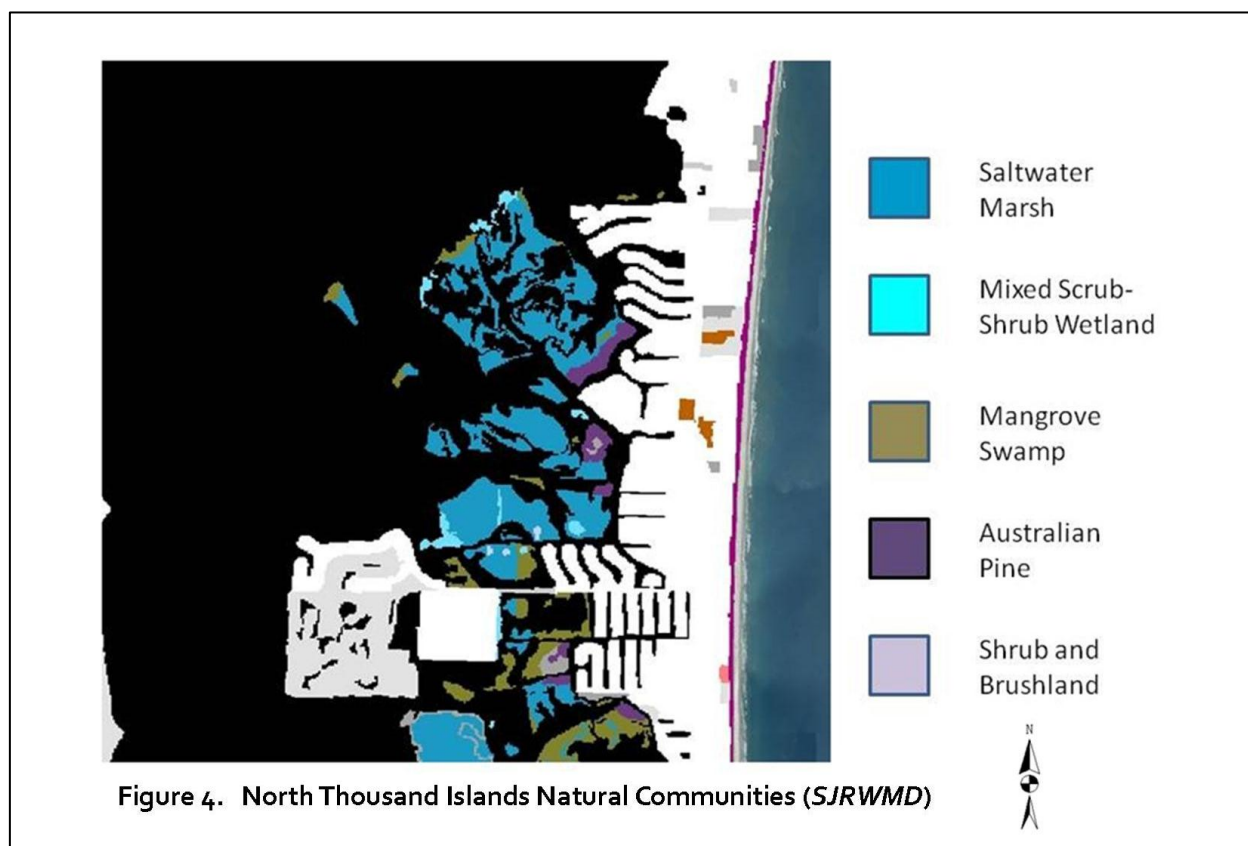 Saltwater
Marsh
Mixed Scrub-
Shrub Wetland
Mangrove
Swamp
Australian
Pine
Shrub and
Brushland
N
Figure 4. North Thousand Islands Natural Communities (SJRWMD)